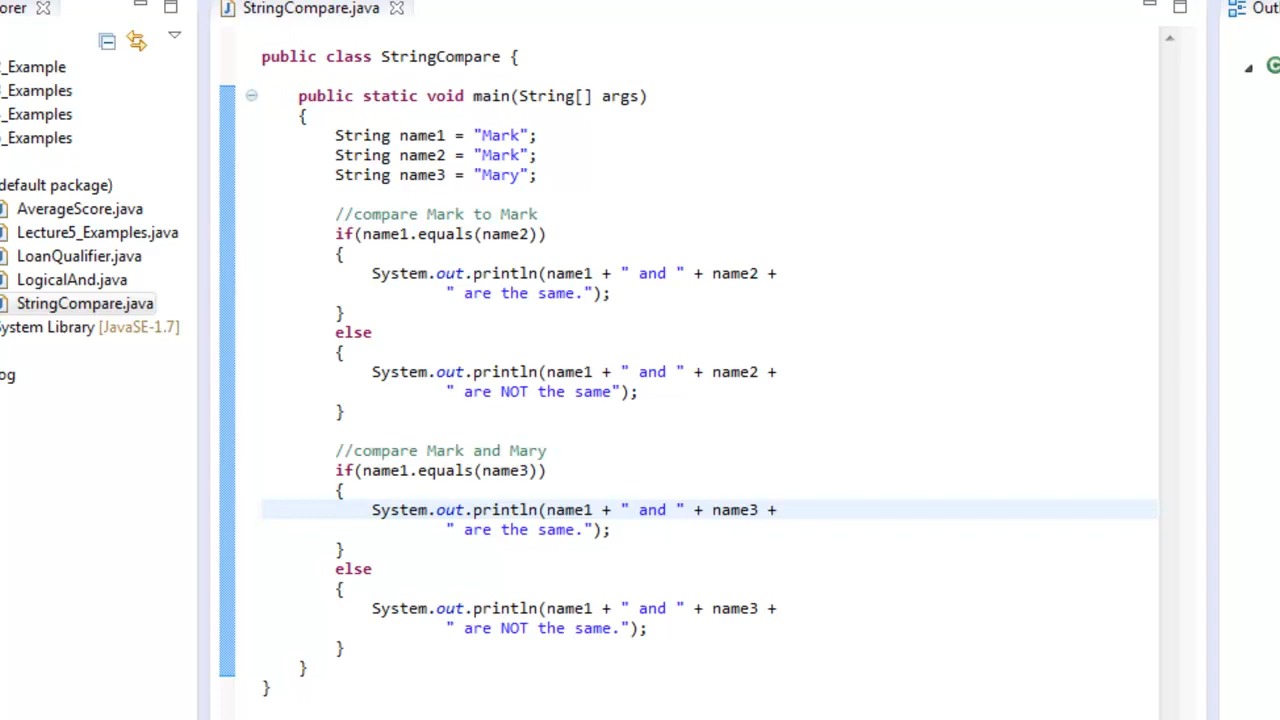 orer
StringCompare.java
Out
_Example
_Examples
_Examples
_Examples
default package)
AverageScore.java
Lecture5_Examples.java
LoanQualifier.java
LogicalAnd.java
StringCompare.java
ystem Library [JavaSE-1.7]
og
public class StringCompare {
public static void main(String[] args)
{
String name1 = "Mark";
String name2 = "Mark";
String name3 = "Mary";
//compare Mark to Mark
if(name1.equals(name2))
{
System.out.println(name1 + " and " + name2 +
" are the same.");
}
else
{
System.out.println(name1 + " and " + name2 +
" are NOT the same");
}
//compare Mark and Mary
if(name1.equals(name3))
{
System.out.println(name1 + " and " + name3 +
" are the same.");
}
else
{
System.out.println(name1 + " and " + name3 +
" are NOT the same.");
}
}
}